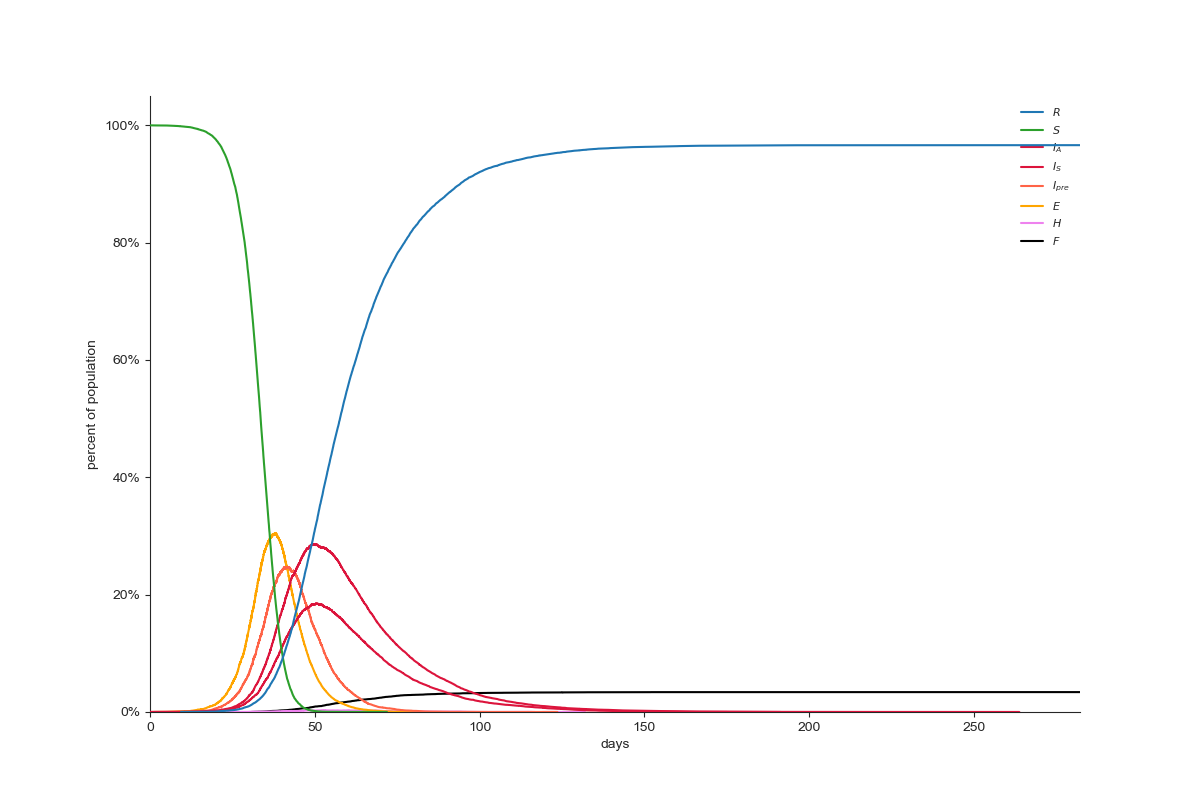 100%
80%
60%
40%
20%
0%
percent of population
0 50 100 150 200 250
days
R
S
I_A
I_S
I_pre
E
H
F